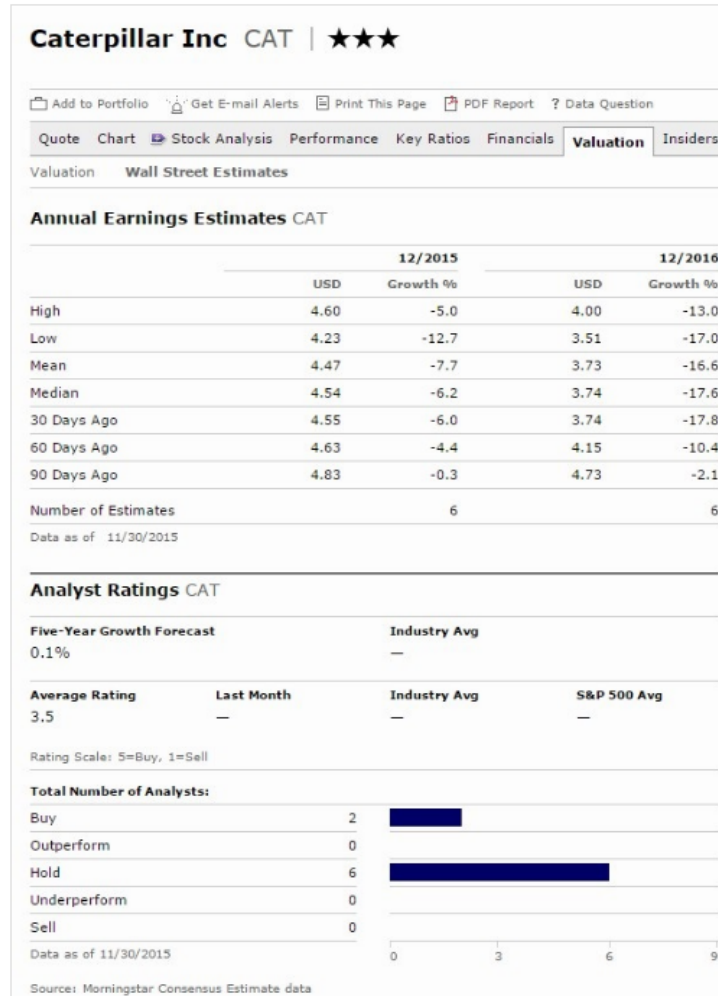 Caterpillar Inc CAT | ★★★
Add to Portfolio Get E-mail Alerts Print This Page PDF Report ? Data Question
Quote Chart Stock Analysis Performance Key Ratios Financials Valuation Insiders
Valuation Wall Street Estimates
Annual Earnings Estimates CAT
12/2015 12/2016
USD Growth % USD Growth %
High 4.60 -5.0 4.00 -13.0
Low 4.23 -12.7 3.51 -17.0
Mean 4.47 -7.7 3.73 -16.6
Median 4.54 -6.2 3.74 -17.6
30 Days Ago 4.55 -6.0 3.74 -17.8
60 Days Ago 4.63 -4.4 4.15 -10.4
90 Days Ago 4.83 -0.3 4.73 -2.1
Number of Estimates 6 6
Data as of 11/30/2015
Analyst Ratings CAT
Five-Year Growth Forecast Industry Avg
0.1% —
Average Rating Last Month Industry Avg S&P 500 Avg
3.5 — — —
Rating Scale: 5=Buy, 1=Sell
Total Number of Analysts:
Buy 2
Outperform 0
Hold 6
Underperform 0
Sell 0
Data as of 11/30/2015 0 3 6 9
Source: Morningstar Consensus Estimate data